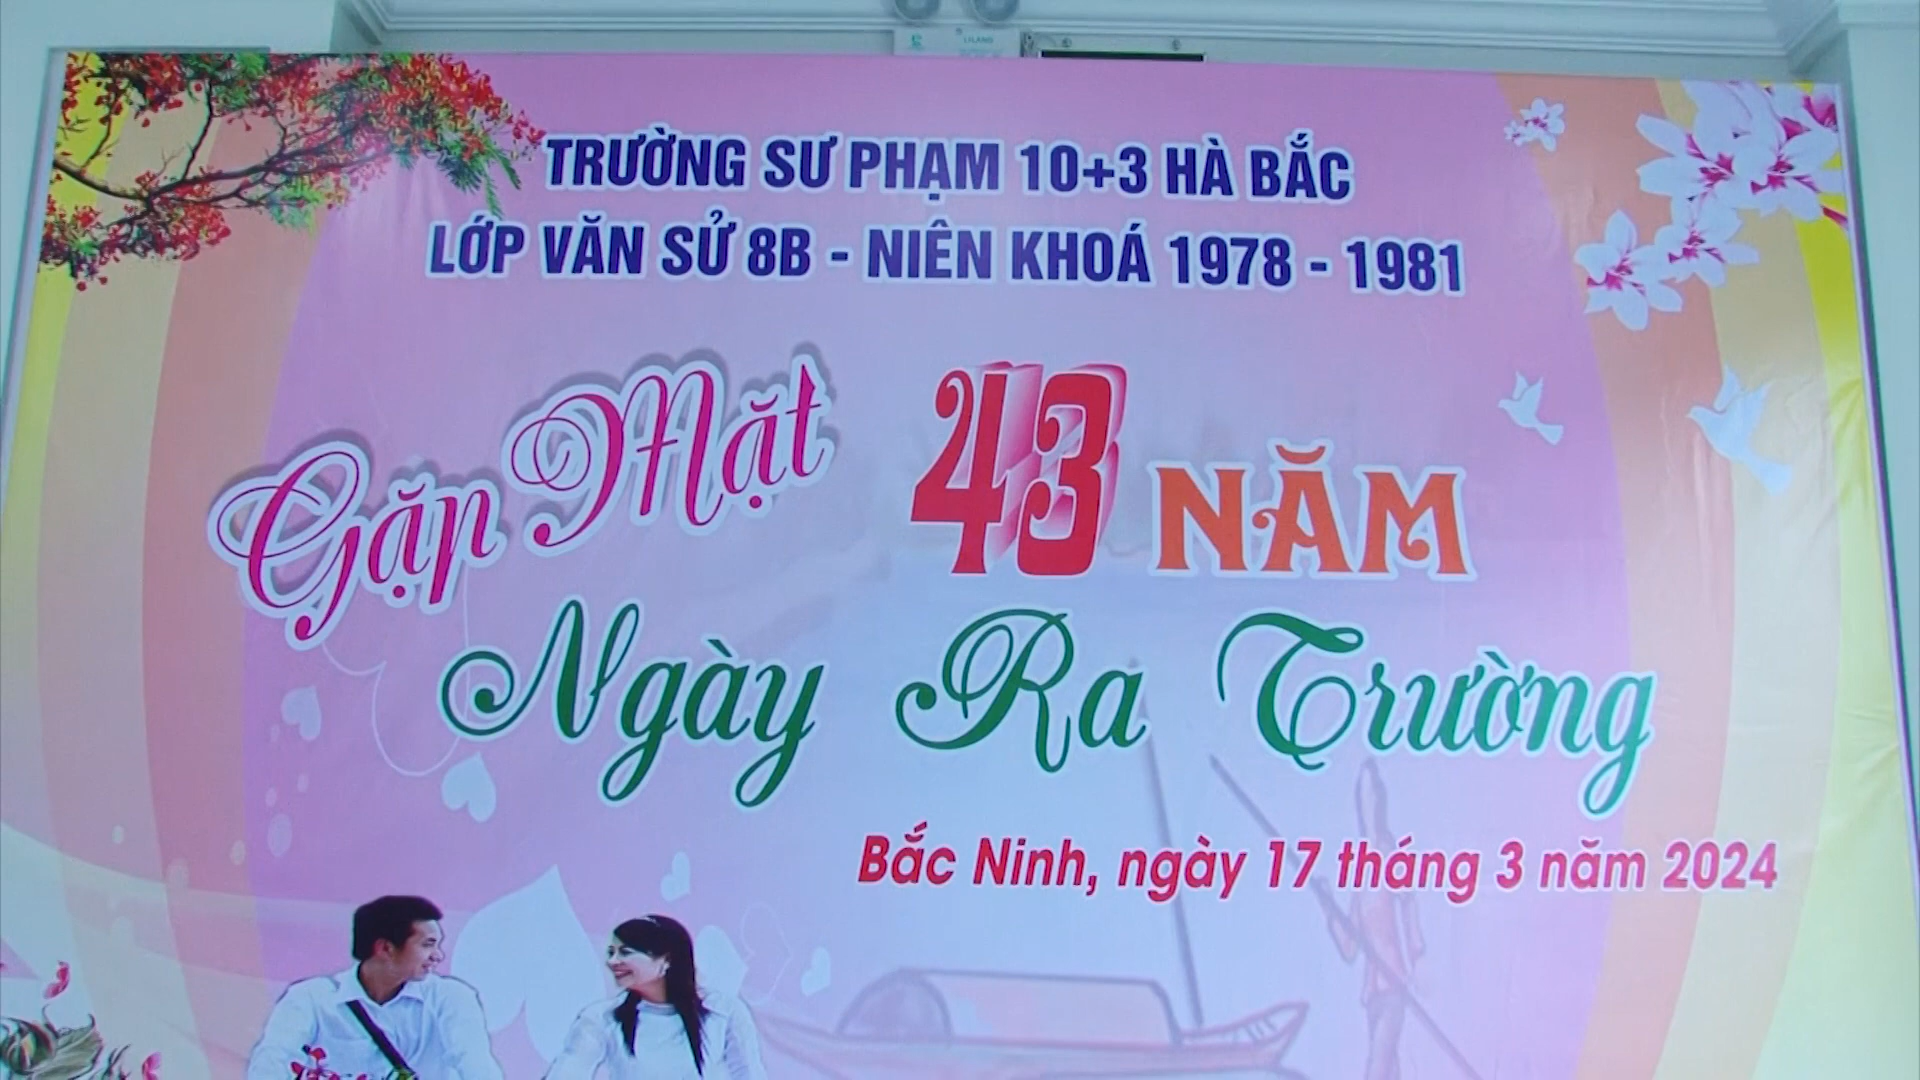 LILANG
TRƯỜNG SƯ PHẠM 10+3 HÀ BẮC
LỚP VĂN SỬ 8B - NIÊN KHOÁ 1978 - 1981
Gặp Mặt 43 NĂM
Ngày Ra Trường
Bắc Ninh, ngày 17 tháng 3 năm 2024